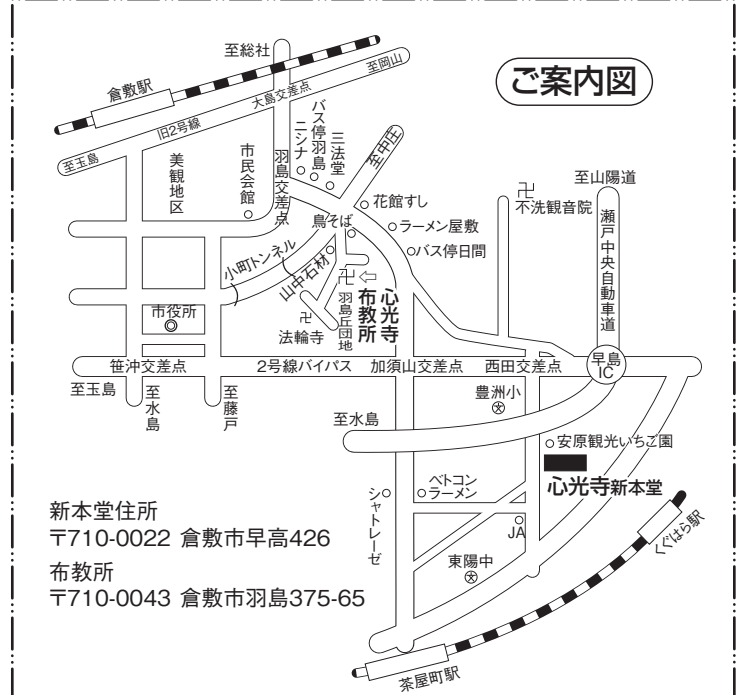 ご案内図
至総社
至岡山
倉敷駅
大島交差点
旧2号線
至玉島
美観地区
市民会館
羽島交差点
ニシナ
バス停羽島
三法堂
至中庄
花館すし
ラーメン屋敷
バス停日間
鳥そば
小町トンネル
山中石材
卍
不洗観音院
至山陽道
瀬戸中央自動車道
市役所
卍
法輪寺
卍⇦
羽島丘団地
心光寺
布教所
笹沖交差点
2号線バイパス
加須山交差点
西田交差点
早島
IC
至玉島
至水島
至藤戸
豊洲小
文
至水島
安原観光いちご園
心光寺新本堂
シャトレーゼ
ベトコン
ラーメン
JA
東陽中
文
くぐはら駅
茶屋町駅
新本堂住所
〒710-0022 倉敷市早高426
布教所
〒710-0043 倉敷市羽島375-65